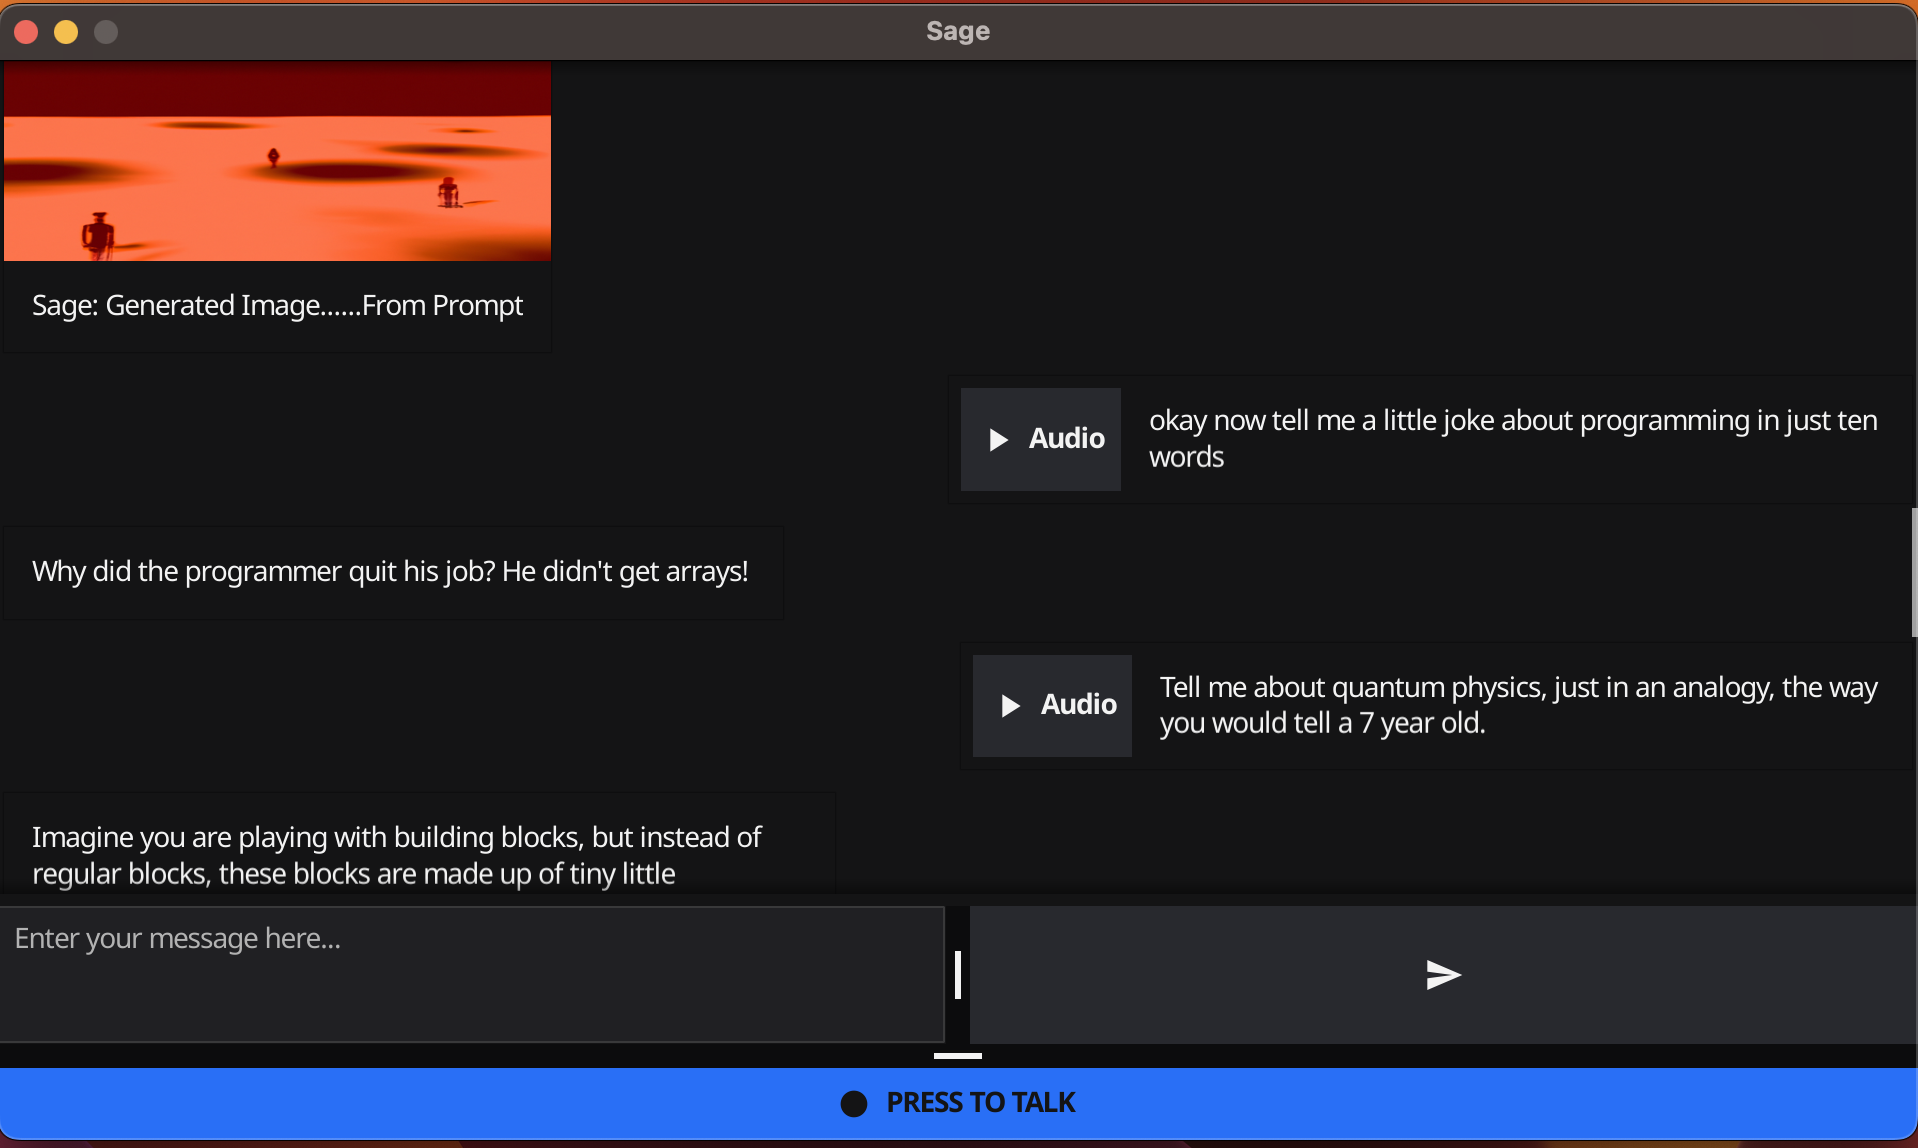 Sage
Sage: Generated Image......From Prompt
Audio
okay now tell me a little joke about programming in just ten
words
Why did the programmer quit his job? He didn't get arrays!
Audio
Tell me about quantum physics, just in an analogy, the way
you would tell a 7 year old.
Imagine you are playing with building blocks, but instead of
regular blocks, these blocks are made up of tiny little
Enter your message here...
PRESS TO TALK